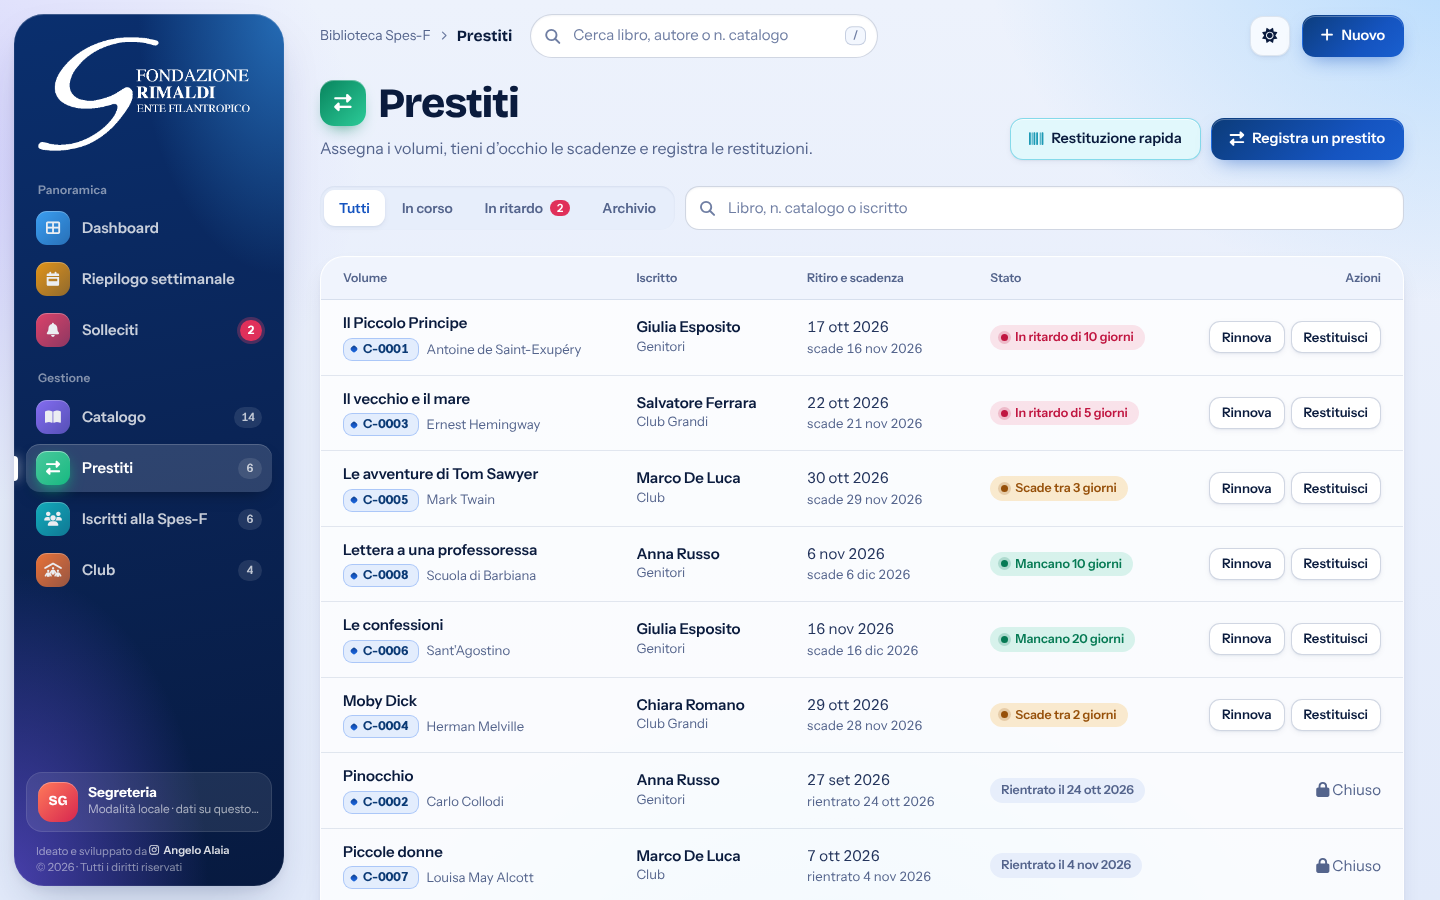 FONDAZIONE
RIMALDI
ENTE FILANTROPICO
Panoramica
Dashboard
Riepilogo settimanale
Solleciti 2
Gestione
Catalogo 14
Prestiti 6
Iscritti alla Spes-F 6
Club 4
SG
Segreteria
Modalità locale · dati su questo...
Ideato e sviluppato da Angelo Alaia
© 2026 · Tutti i diritti riservati
Biblioteca Spes-F > Prestiti
Cerca libro, autore o n. catalogo /
+ Nuovo
Prestiti
Assegna i volumi, tieni d’occhio le scadenze e registra le restituzioni.
Restituzione rapida
Registra un prestito
Tutti In corso In ritardo 2 Archivio
Libro, n. catalogo o iscritto
Volume Iscritto Ritiro e scadenza Stato Azioni
Il Piccolo Principe
C-0001 Antoine de Saint-Exupéry
Giulia Esposito
Genitori
17 ott 2026
scade 16 nov 2026
In ritardo di 10 giorni
Rinnova Restituisci
Il vecchio e il mare
C-0003 Ernest Hemingway
Salvatore Ferrara
Club Grandi
22 ott 2026
scade 21 nov 2026
In ritardo di 5 giorni
Rinnova Restituisci
Le avventure di Tom Sawyer
C-0005 Mark Twain
Marco De Luca
Club
30 ott 2026
scade 29 nov 2026
Scade tra 3 giorni
Rinnova Restituisci
Lettera a una professoressa
C-0008 Scuola di Barbiana
Anna Russo
Genitori
6 nov 2026
scade 6 dic 2026
Mancano 10 giorni
Rinnova Restituisci
Le confessioni
C-0006 Sant’Agostino
Giulia Esposito
Genitori
16 nov 2026
scade 16 dic 2026
Mancano 20 giorni
Rinnova Restituisci
Moby Dick
C-0004 Herman Melville
Chiara Romano
Club Grandi
29 ott 2026
scade 28 nov 2026
Scade tra 2 giorni
Rinnova Restituisci
Pinocchio
C-0002 Carlo Collodi
Anna Russo
Genitori
27 set 2026
rientrato 24 ott 2026
Rientrato il 24 ott 2026
Chiuso
Piccole donne
C-0007 Louisa May Alcott
Marco De Luca
Club
7 ott 2026
rientrato 4 nov 2026
Rientrato il 4 nov 2026
Chiuso